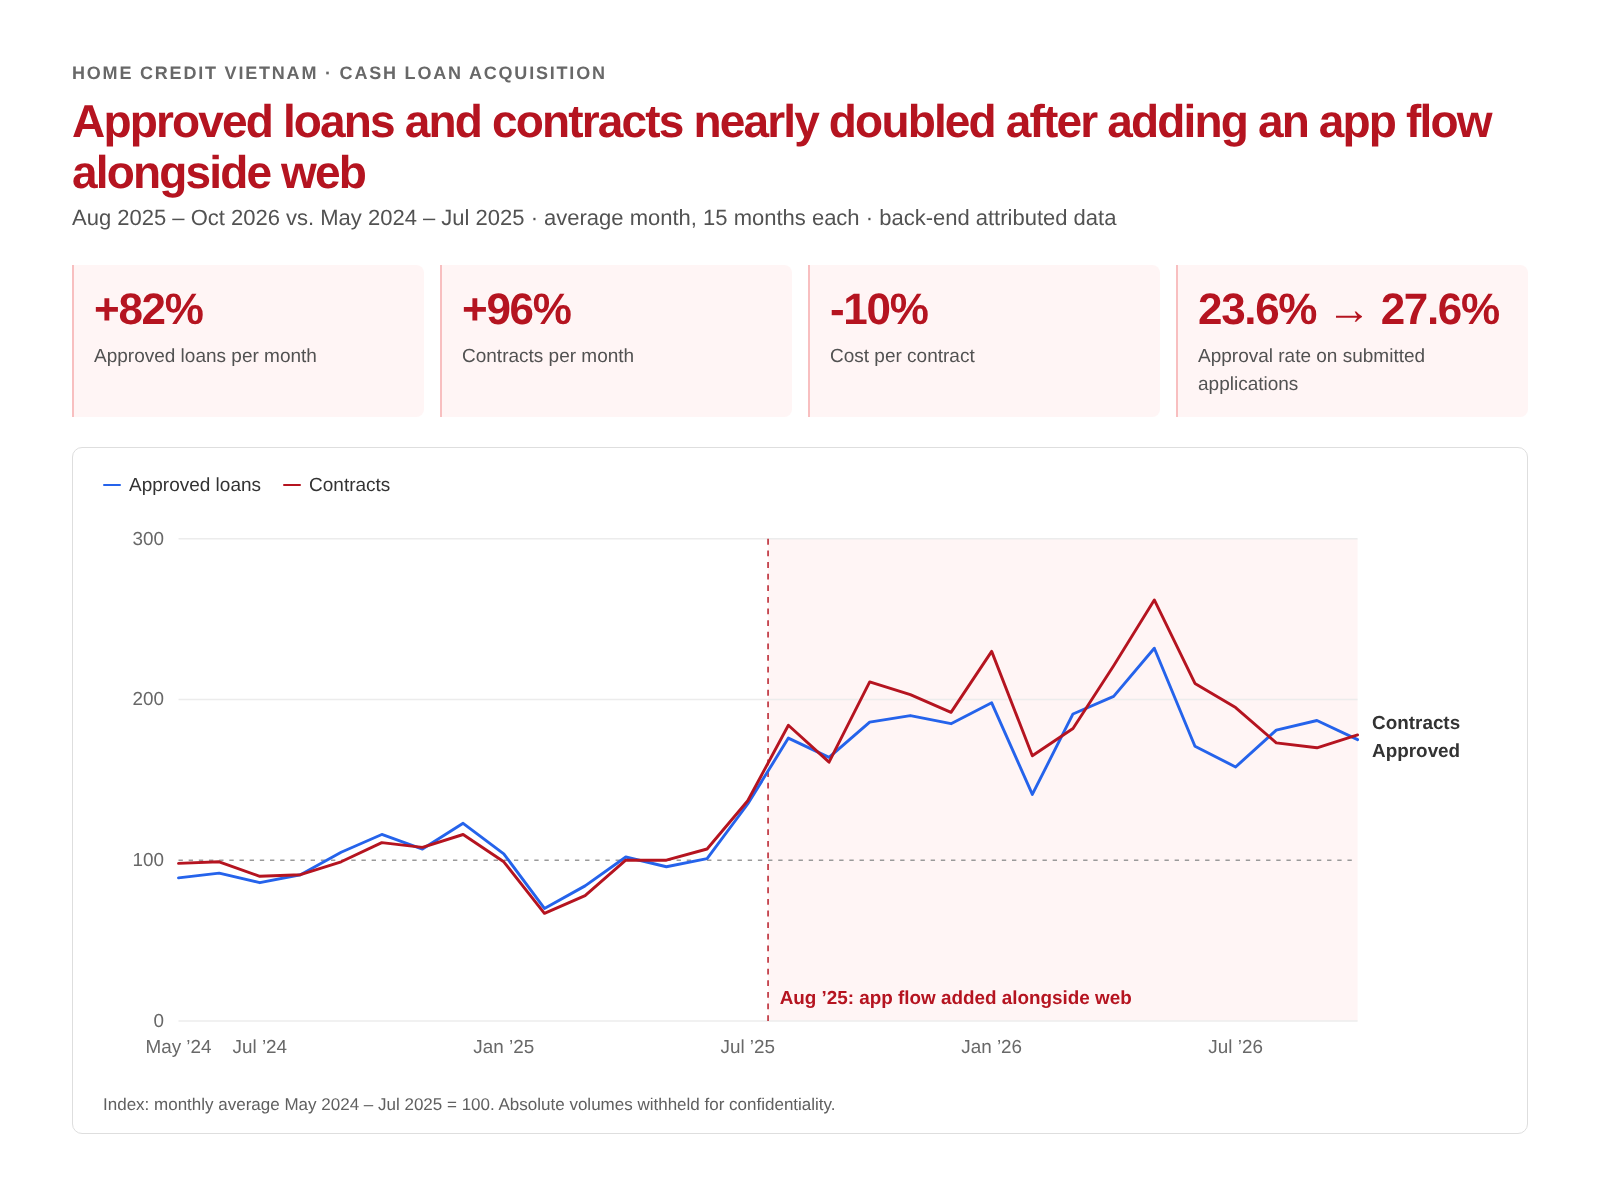 HOME CREDIT VIETNAM · CASH LOAN ACQUISITION
Approved loans and contracts nearly doubled after adding an app flow
alongside web
Aug 2025 – Oct 2026 vs. May 2024 – Jul 2025 · average month, 15 months each · back-end attributed data
+82%
Approved loans per month
+96%
Contracts per month
-10%
Cost per contract
23.6% → 27.6%
Approval rate on submitted
applications
Approved loans
Contracts
300
200
100
0
Contracts
Approved
Aug ’25: app flow added alongside web
May ’24
Jul ’24
Jan ’25
Jul ’25
Jan ’26
Jul ’26
Index: monthly average May 2024 – Jul 2025 = 100. Absolute volumes withheld for confidentiality.